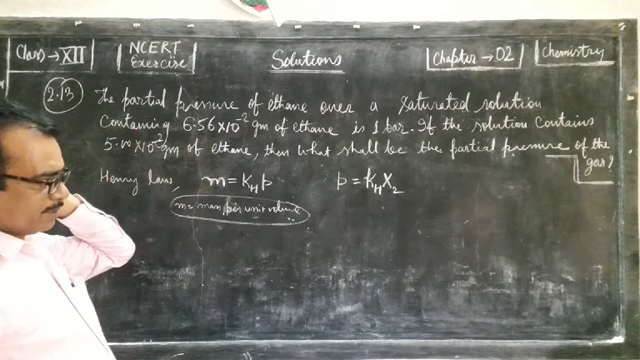 Class → XII
NCERT
Exercise
Solutions
Chapter → 02
Chemistry
2.13
The partial pressure of ethane over a saturated solution
containing 6.56×10⁻² gm of ethane is 1 bar. If the solution contains
5.00×10⁻² gm of ethane, then what shall be the partial pressure of the
gas?
Henry law, m = K_H p p = K_H X₂
m = mass/per unit volume